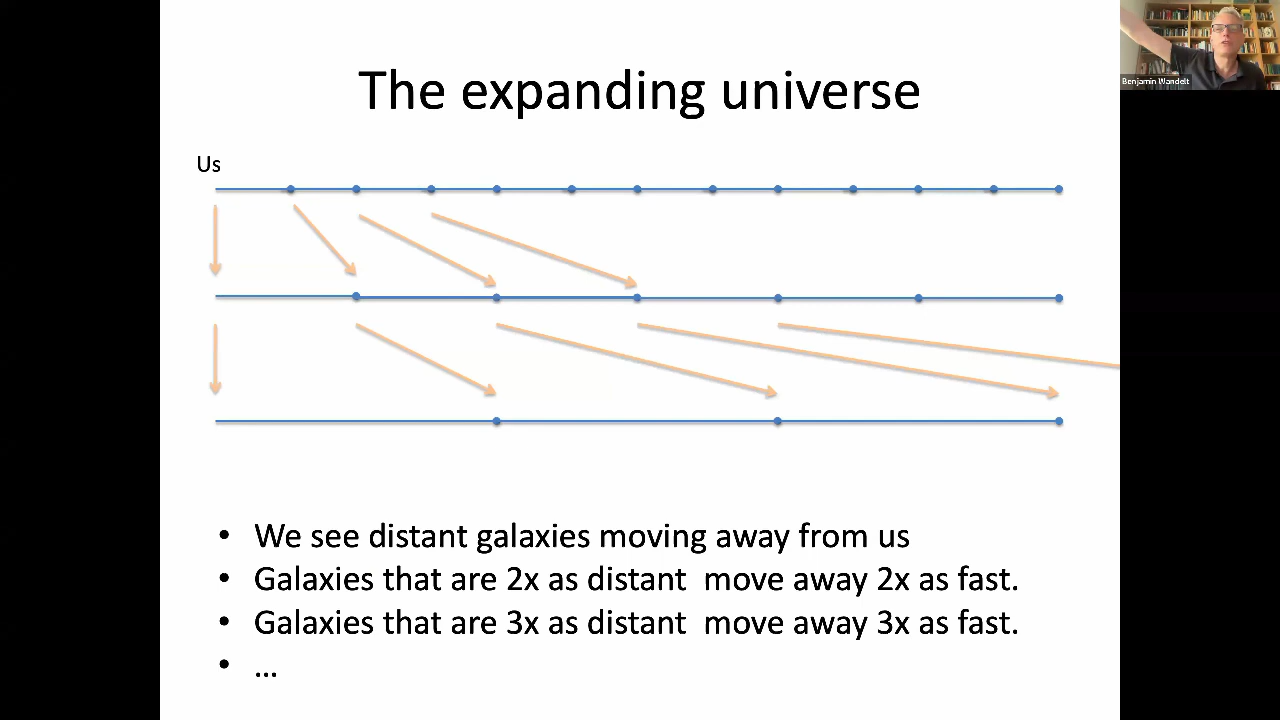 The expanding universe
Benjamin Wandelt
Us
• We see distant galaxies moving away from us
• Galaxies that are 2x as distant  move away 2x as fast.
• Galaxies that are 3x as distant  move away 3x as fast.
• ...